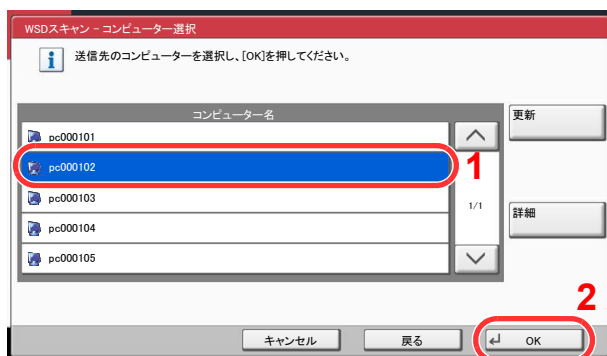 WSDスキャン - コンピューター選択
送信先のコンピューターを選択し、[OK]を押してください。
コンピューター名
更新
pc000101
pc000102
1
pc000103
1/1
詳細
pc000104
pc000105
2
キャンセル
戻る
OK